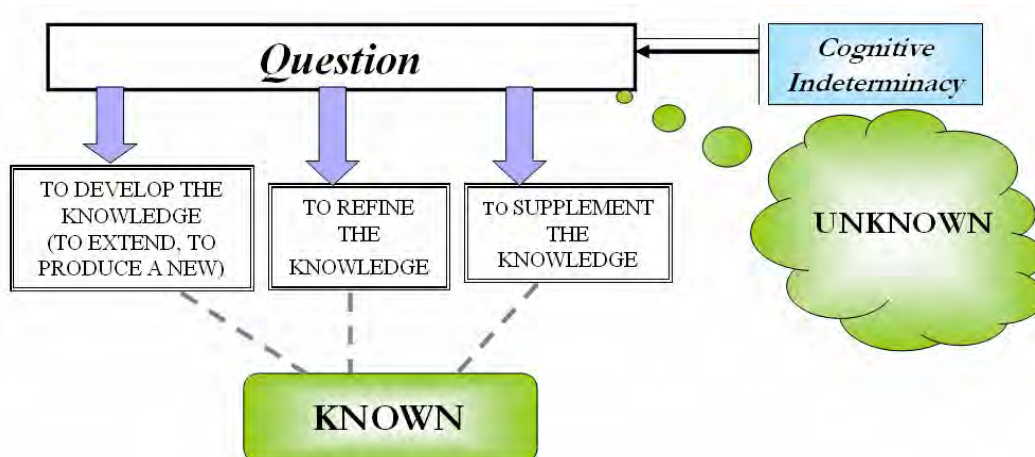 Question
Cognitive
Indeterminacy
TO DEVELOP THE
KNOWLEDGE
(TO EXTEND, TO
PRODUCE A NEW)
TO REFINE
THE
KNOWLEDGE
TO SUPPLEMENT
THE
KNOWLEDGE
UNKNOWN
KNOWN